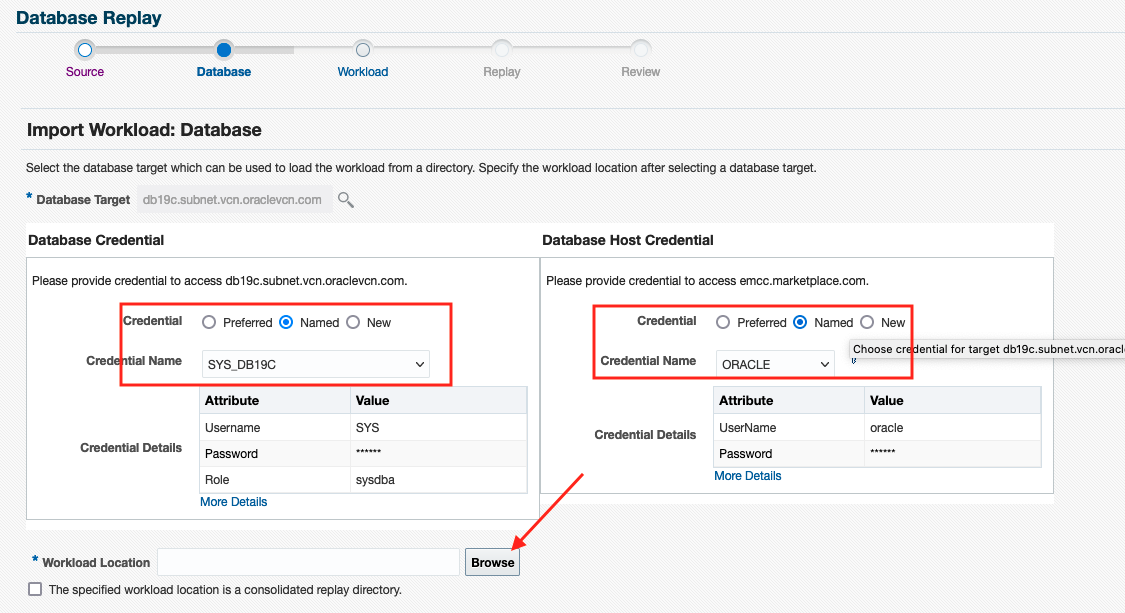 Database Replay
Source Database Workload Replay Review
Import Workload: Database
Select the database target which can be used to load the workload from a directory. Specify the workload location after selecting a database target.
* Database Target db19c.subnet.vcn.oraclevcn.com
Database Credential
Please provide credential to access db19c.subnet.vcn.oraclevcn.com.
Credential Preferred Named New
Credential Name SYS_DB19C
Attribute Value
Username SYS
Credential Details
Password ******
Role sysdba
More Details
Database Host Credential
Please provide credential to access emcc.marketplace.com.
Credential Preferred Named New
Choose credential for target db19c.subnet.vcn.oracle
Credential Name ORACLE
Attribute Value
UserName oracle
Credential Details
Password ******
More Details
* Workload Location Browse
The specified workload location is a consolidated replay directory.